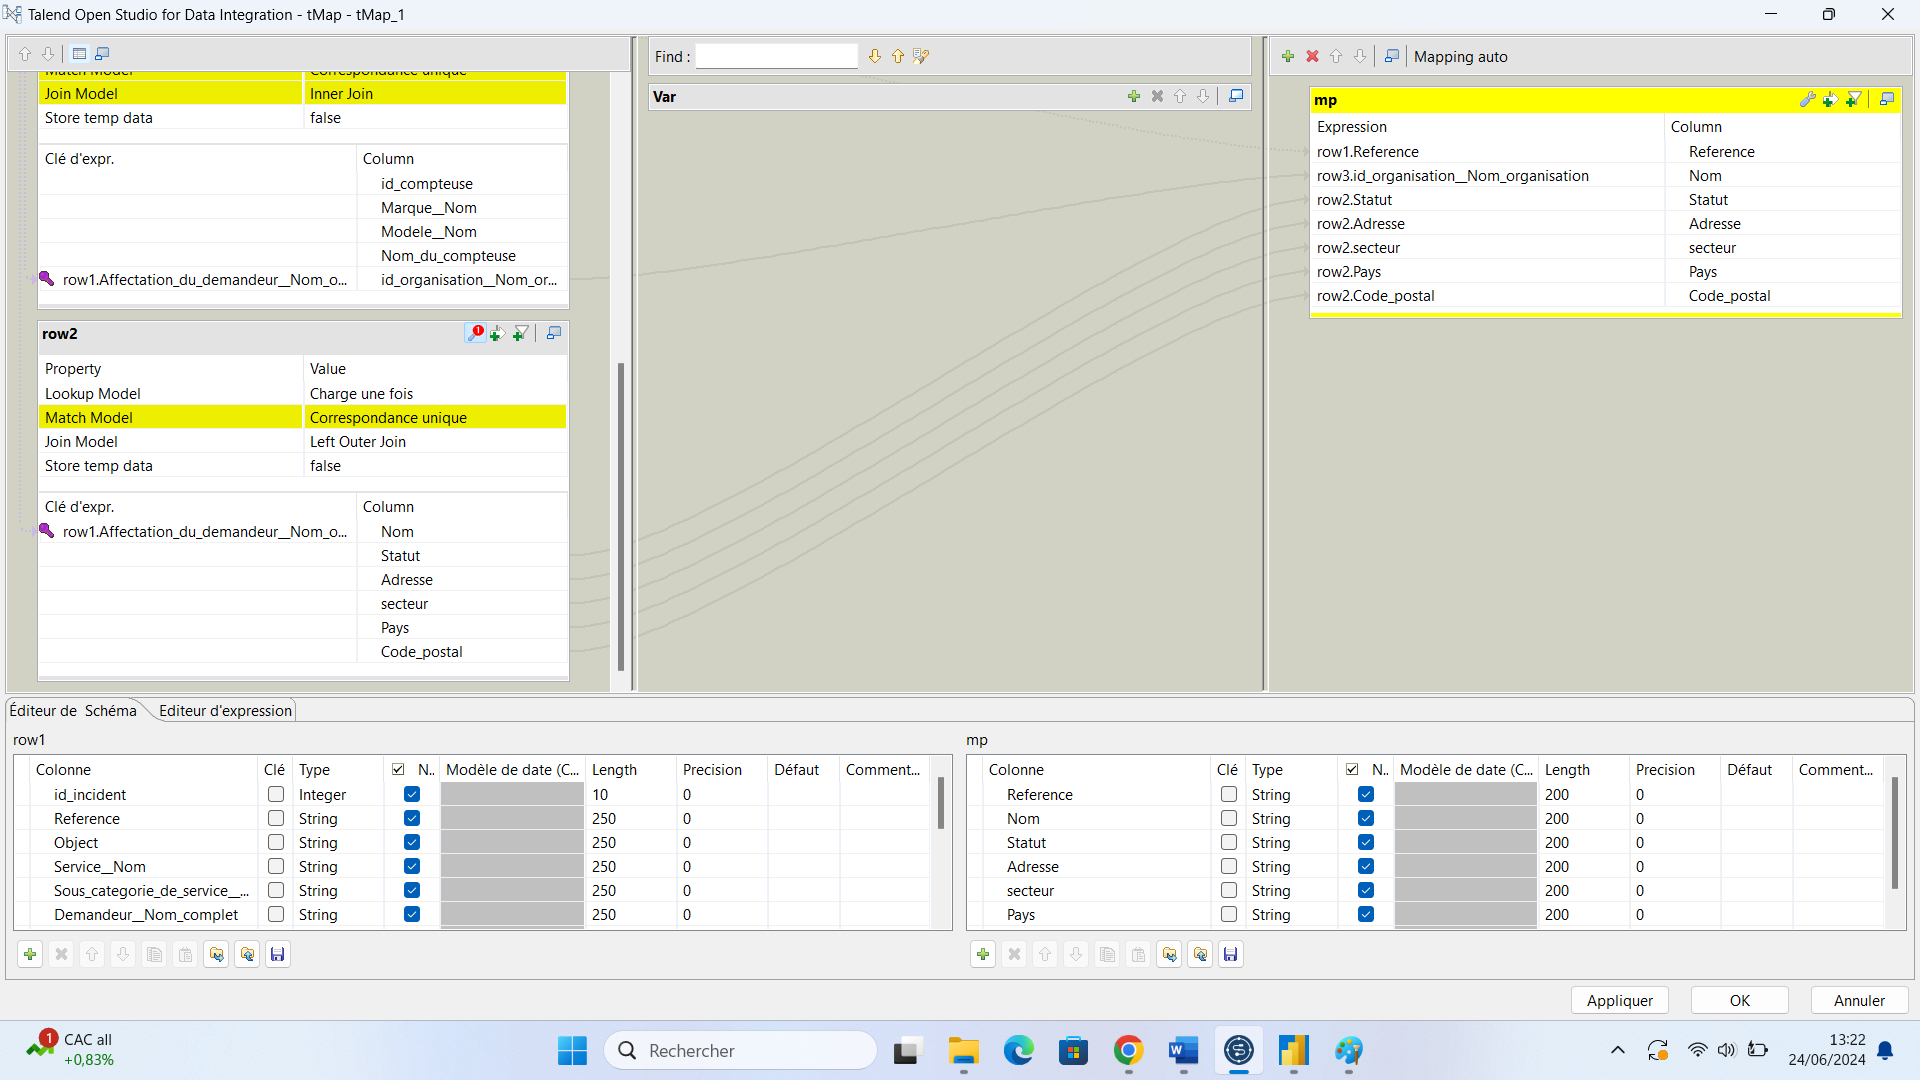 Talend Open Studio for Data Integration - tMap - tMap_1
Match Model Correspondance unique
Join Model Inner Join
Store temp data false
Clé d'expr. Column
id_compteuse
Marque__Nom
Modele__Nom
Nom_du_compteuse
row1.Affectation_du_demandeur__Nom_o... id_organisation__Nom_or...
row2
Property Value
Lookup Model Charge une fois
Match Model Correspondance unique
Join Model Left Outer Join
Store temp data false
Clé d'expr. Column
row1.Affectation_du_demandeur__Nom_o... Nom
Statut
Adresse
secteur
Pays
Code_postal
Find :
Var
Mapping auto
mp
Expression Column
row1.Reference Reference
row3.id_organisation__Nom_organisation Nom
row2.Statut Statut
row2.Adresse Adresse
row2.secteur secteur
row2.Pays Pays
row2.Code_postal Code_postal
Éditeur de Schéma Editeur d'expression
row1
Colonne Clé Type N.. Modèle de date (C... Length Precision Défaut Comment...
id_incident Integer 10 0
Reference String 250 0
Object String 250 0
Service__Nom String 250 0
Sous_categorie_de_service__... String 250 0
Demandeur__Nom_complet String 250 0
mp
Colonne Clé Type N.. Modèle de date (C... Length Precision Défaut Comment...
Reference String 200 0
Nom String 200 0
Statut String 200 0
Adresse String 200 0
secteur String 200 0
Pays String 200 0
Appliquer OK Annuler
1 CAC all
+0,83%
Rechercher
13:22
24/06/2024